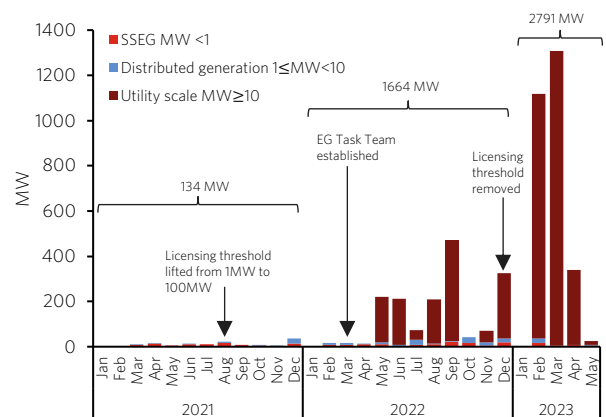 1400
1200
1000
800
600
400
200
0
MW
SSEG MW <1
Distributed generation 1≤MW<10
Utility scale MW≥10
2791 MW
1664 MW
134 MW
EG Task Team
established
Licensing
threshold
removed
Licensing threshold
lifted from 1MW to
100MW
Jan
Feb
Mar
Apr
May
Jun
Jul
Aug
Sep
Oct
Nov
Dec
Jan
Feb
Mar
Apr
May
Jun
Jul
Aug
Sep
Oct
Nov
Dec
Jan
Feb
Mar
Apr
May
2021
2022
2023